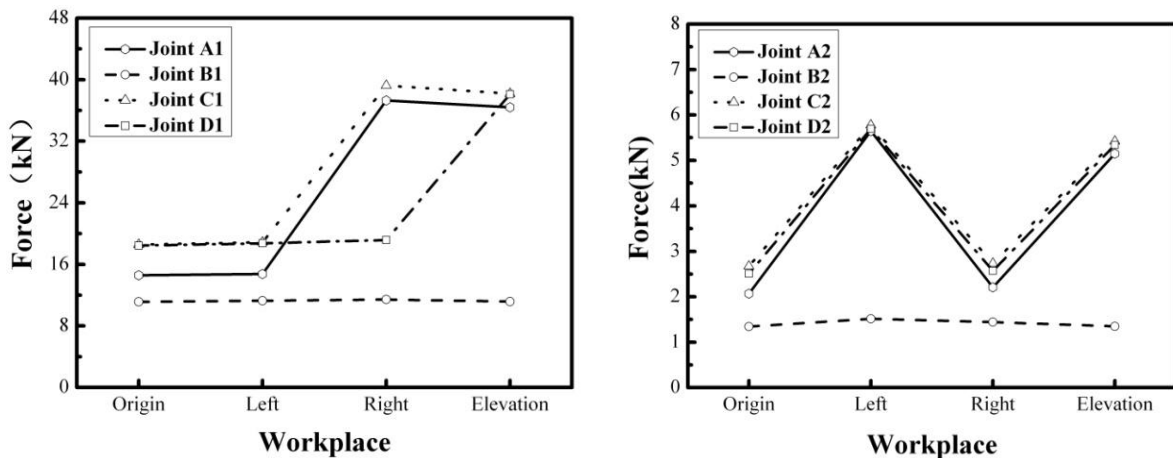 48
40
32
24
16
8
0
Force（kN）
Joint A1
Joint B1
Joint C1
Joint D1
Origin
Left
Right
Elevation
Workplace
8
7
6
5
4
3
2
1
0
Force(kN)
Joint A2
Joint B2
Joint C2
Joint D2
Origin
Left
Right
Elevation
Workplace